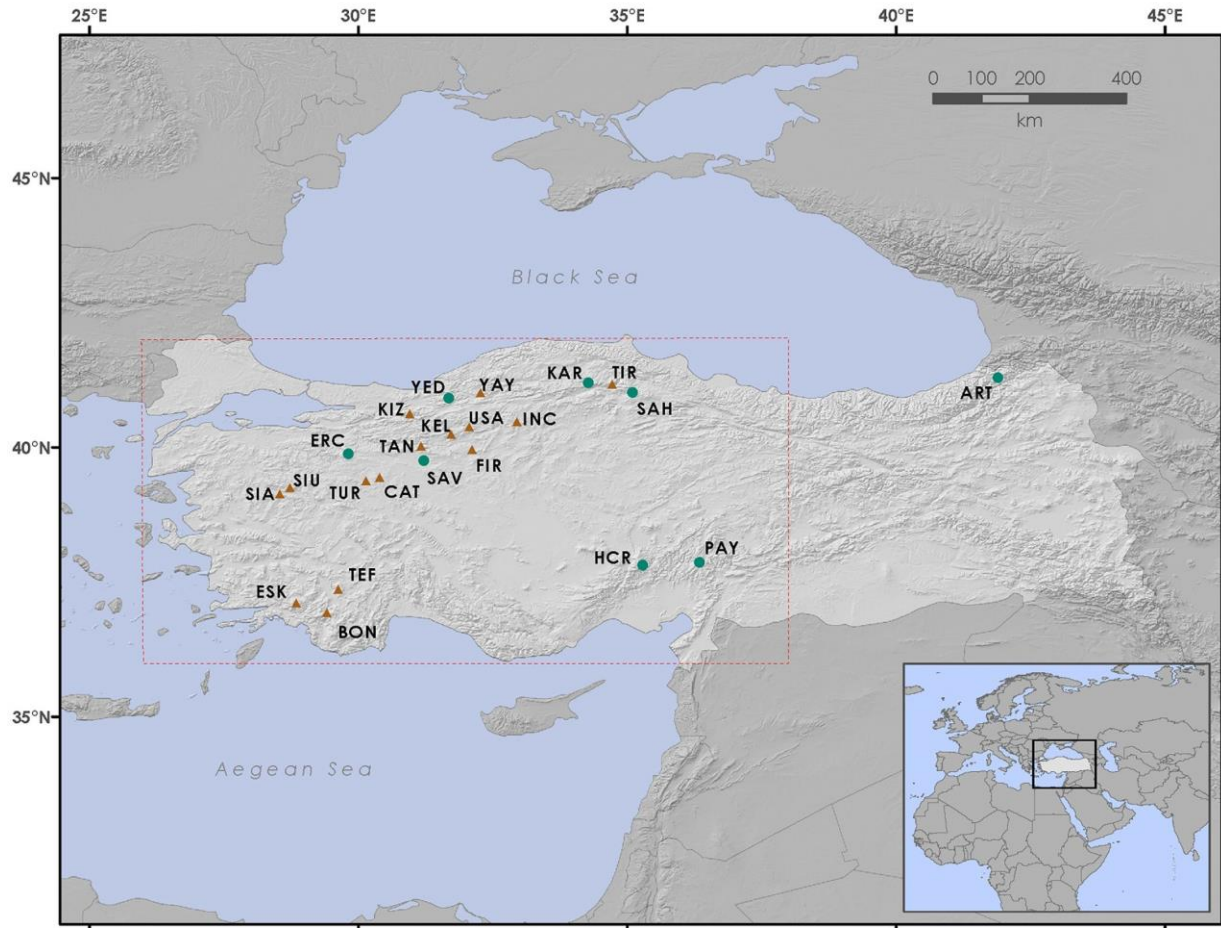 25°E 30°E 35°E 40°E 45°E
0 100 200 400
km
45°N
Black Sea
KAR TIR
YED YAY ART
KIZ SAH
USA INC
KEL
ERC TAN
40°N
FIR
SIU SAV
SIA TUR CAT
HCR PAY
TEF
ESK
BON
35°N
Aegean Sea